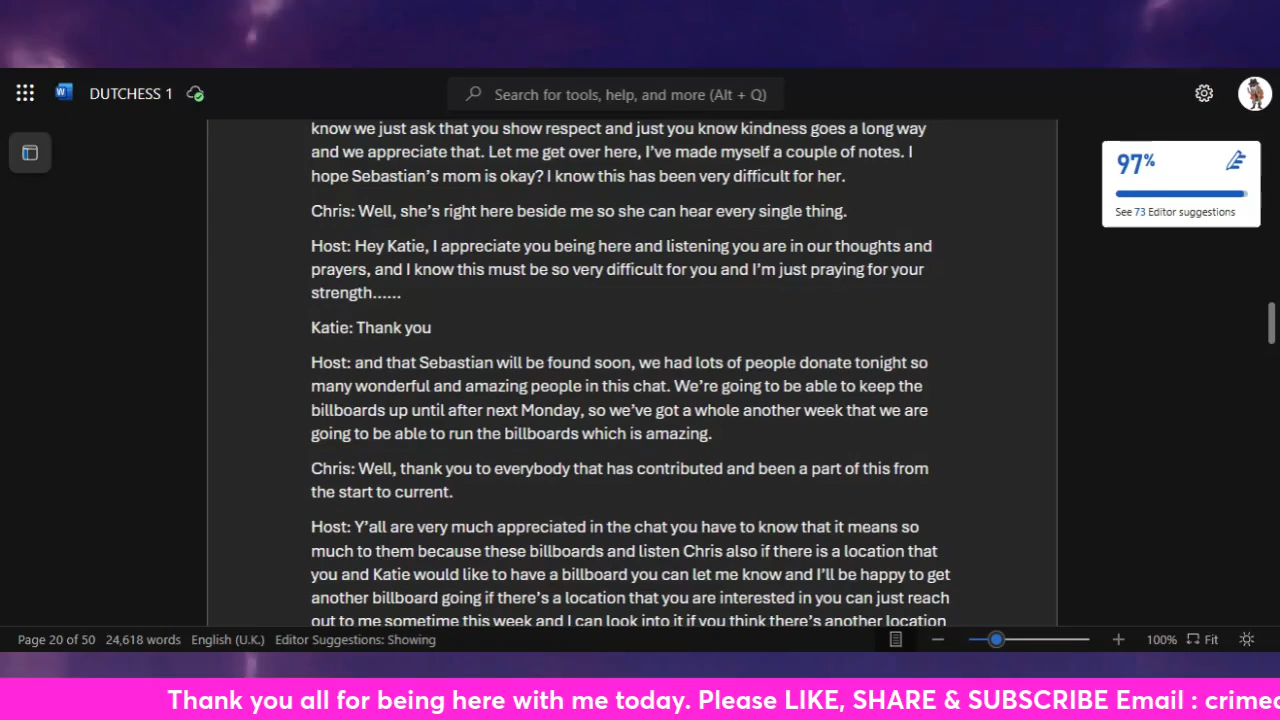 DUTCHESS 1
Search for tools, help, and more (Alt + Q)
know we just ask that you show respect and just you know kindness goes a long way
and we appreciate that. Let me get over here, I've made myself a couple of notes. I
hope Sebastian's mom is okay? I know this has been very difficult for her.
Chris: Well, she's right here beside me so she can hear every single thing.
Host: Hey Katie, I appreciate you being here and listening you are in our thoughts and
prayers, and I know this must be so very difficult for you and I'm just praying for your
strength......
Katie: Thank you
Host: and that Sebastian will be found soon, we had lots of people donate tonight so
many wonderful and amazing people in this chat. We're going to be able to keep the
billboards up until after next Monday, so we've got a whole another week that we are
going to be able to run the billboards which is amazing.
Chris: Well, thank you to everybody that has contributed and been a part of this from
the start to current.
Host: Y'all are very much appreciated in the chat you have to know that it means so
much to them because these billboards and listen Chris also if there is a location that
you and Katie would like to have a billboard you can let me know and I'll be happy to get
another billboard going if there's a location that you are interested in you can just reach
out to me sometime this week and I can look into it if you think there's another location
97%
See 73 Editor suggestions
Page 20 of 50 24,618 words English (U.K.) Editor Suggestions: Showing
100% Fit
Thank you all for being here with me today. Please LIKE, SHARE & SUBSCRIBE Email : crimec